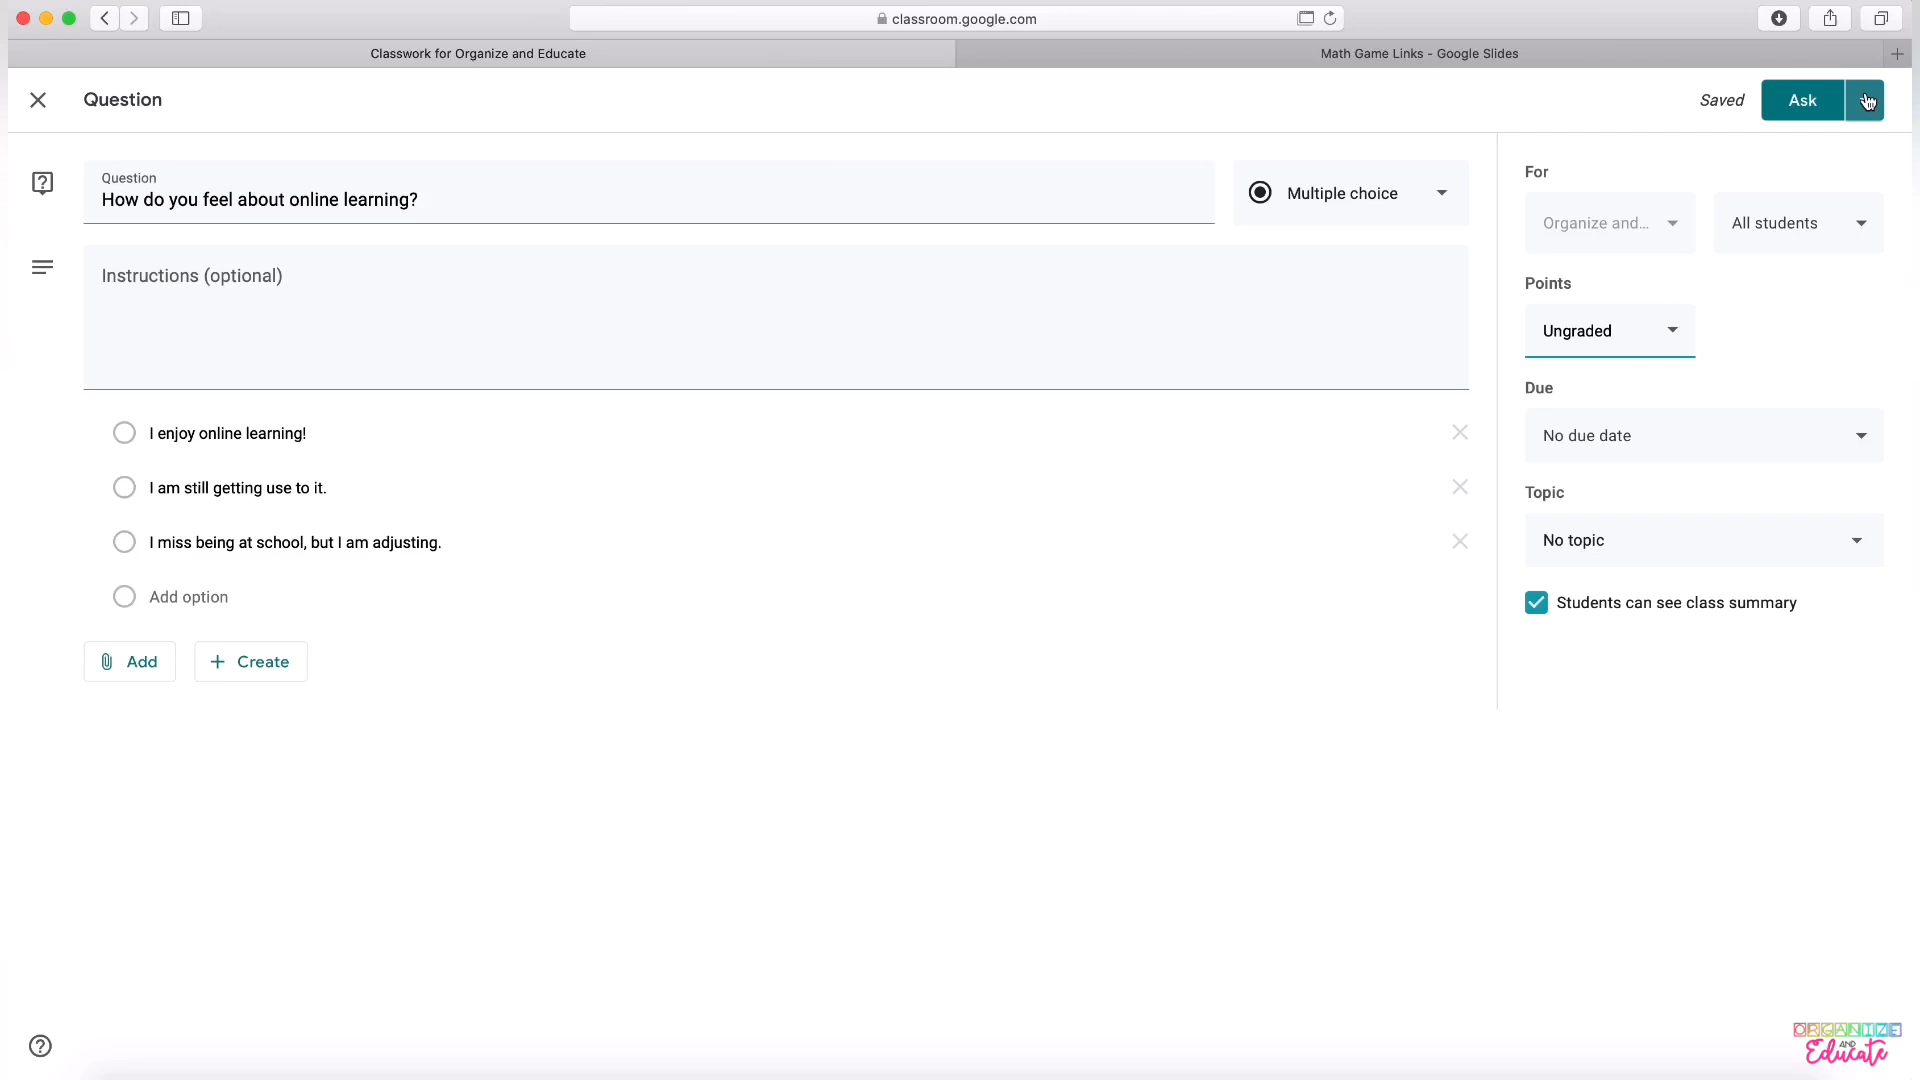 classroom.google.com
Classwork for Organize and Educate
Math Game Links - Google Slides
Question
Saved
Ask
Question
How do you feel about online learning?
Multiple choice
Instructions (optional)
I enjoy online learning!
I am still getting use to it.
I miss being at school, but I am adjusting.
Add option
Add
Create
For
Organize and...
All students
Points
Ungraded
Due
No due date
Topic
No topic
Students can see class summary
ORGANIZE
AND
Educate